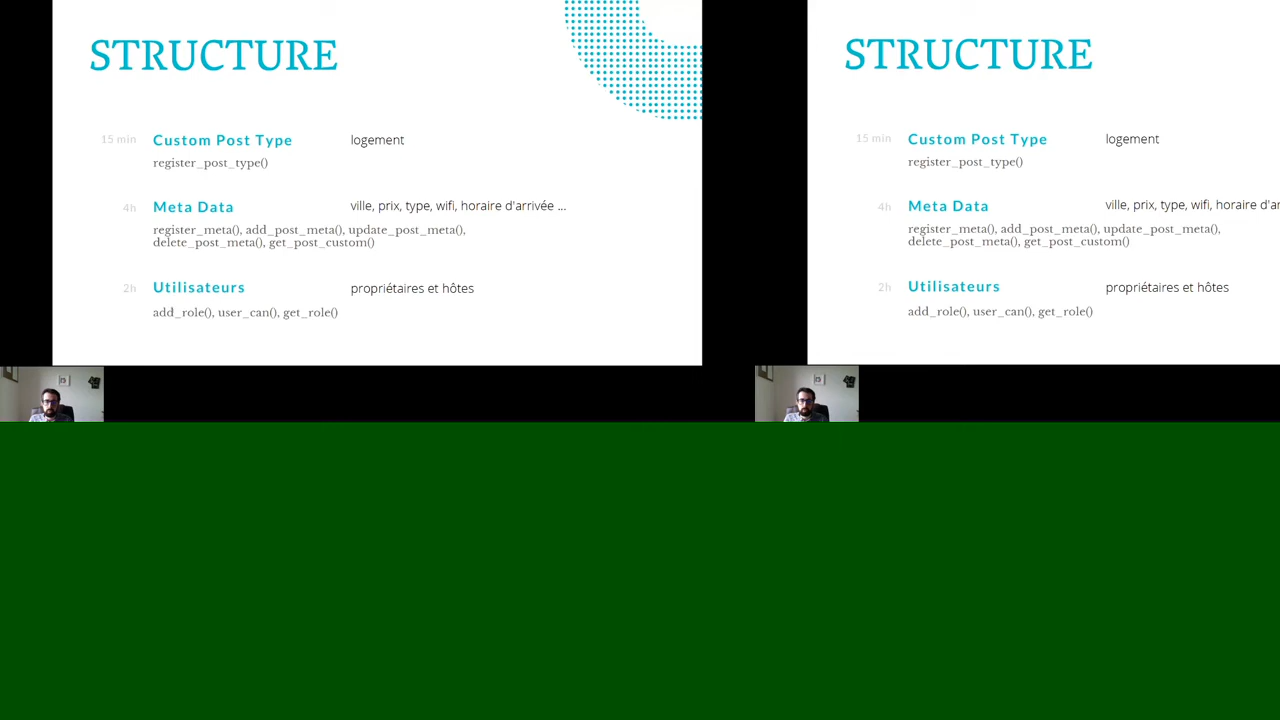 STRUCTURE
15 min Custom Post Type logement
register_post_type()
4h Meta Data ville, prix, type, wifi, horaire d'arrivée ...
register_meta(), add_post_meta(), update_post_meta(),
delete_post_meta(), get_post_custom()
2h Utilisateurs propriétaires et hôtes
add_role(), user_can(), get_role()
STRUCTURE
15 min Custom Post Type logement
register_post_type()
4h Meta Data ville, prix, type, wifi, horaire d'ar
register_meta(), add_post_meta(), update_post_meta(),
delete_post_meta(), get_post_custom()
2h Utilisateurs propriétaires et hôtes
add_role(), user_can(), get_role()